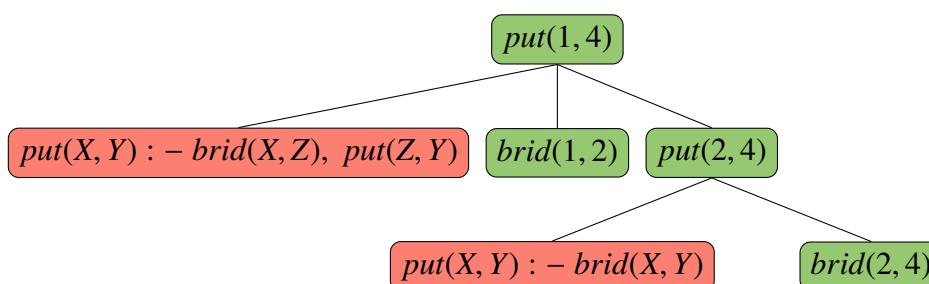 put(1, 4)
put(X, Y) : − brid(X, Z), put(Z, Y)
brid(1, 2)
put(2, 4)
put(X, Y) : − brid(X, Y)
brid(2, 4)